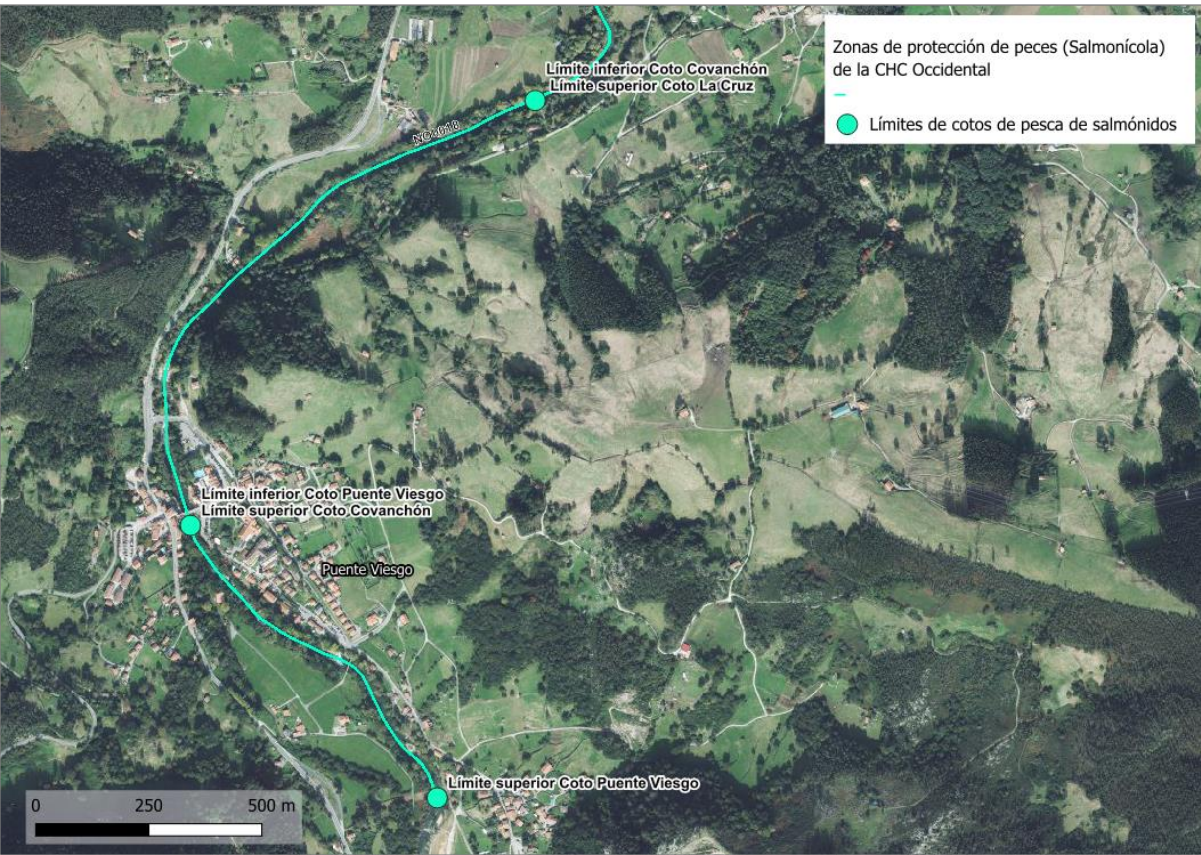 Zonas de protección de peces (Salmonícola)
de la CHC Occidental
Límites de cotos de pesca de salmónidos
Límite inferior Coto Covanchón
Límite superior Coto La Cruz
Límite inferior Coto Puente Viesgo
Límite superior Coto Covanchón
Puente Viesgo
Límite superior Coto Puente Viesgo
0 250 500 m